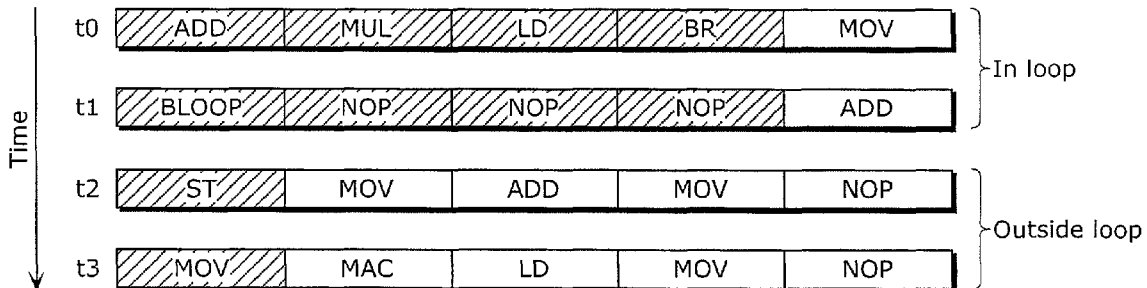 t0 ADD MUL LD BR MOV
In loop
t1 BLOOP NOP NOP NOP ADD
Time
t2 ST MOV ADD MOV NOP
Outside loop
t3 MOV MAC LD MOV NOP